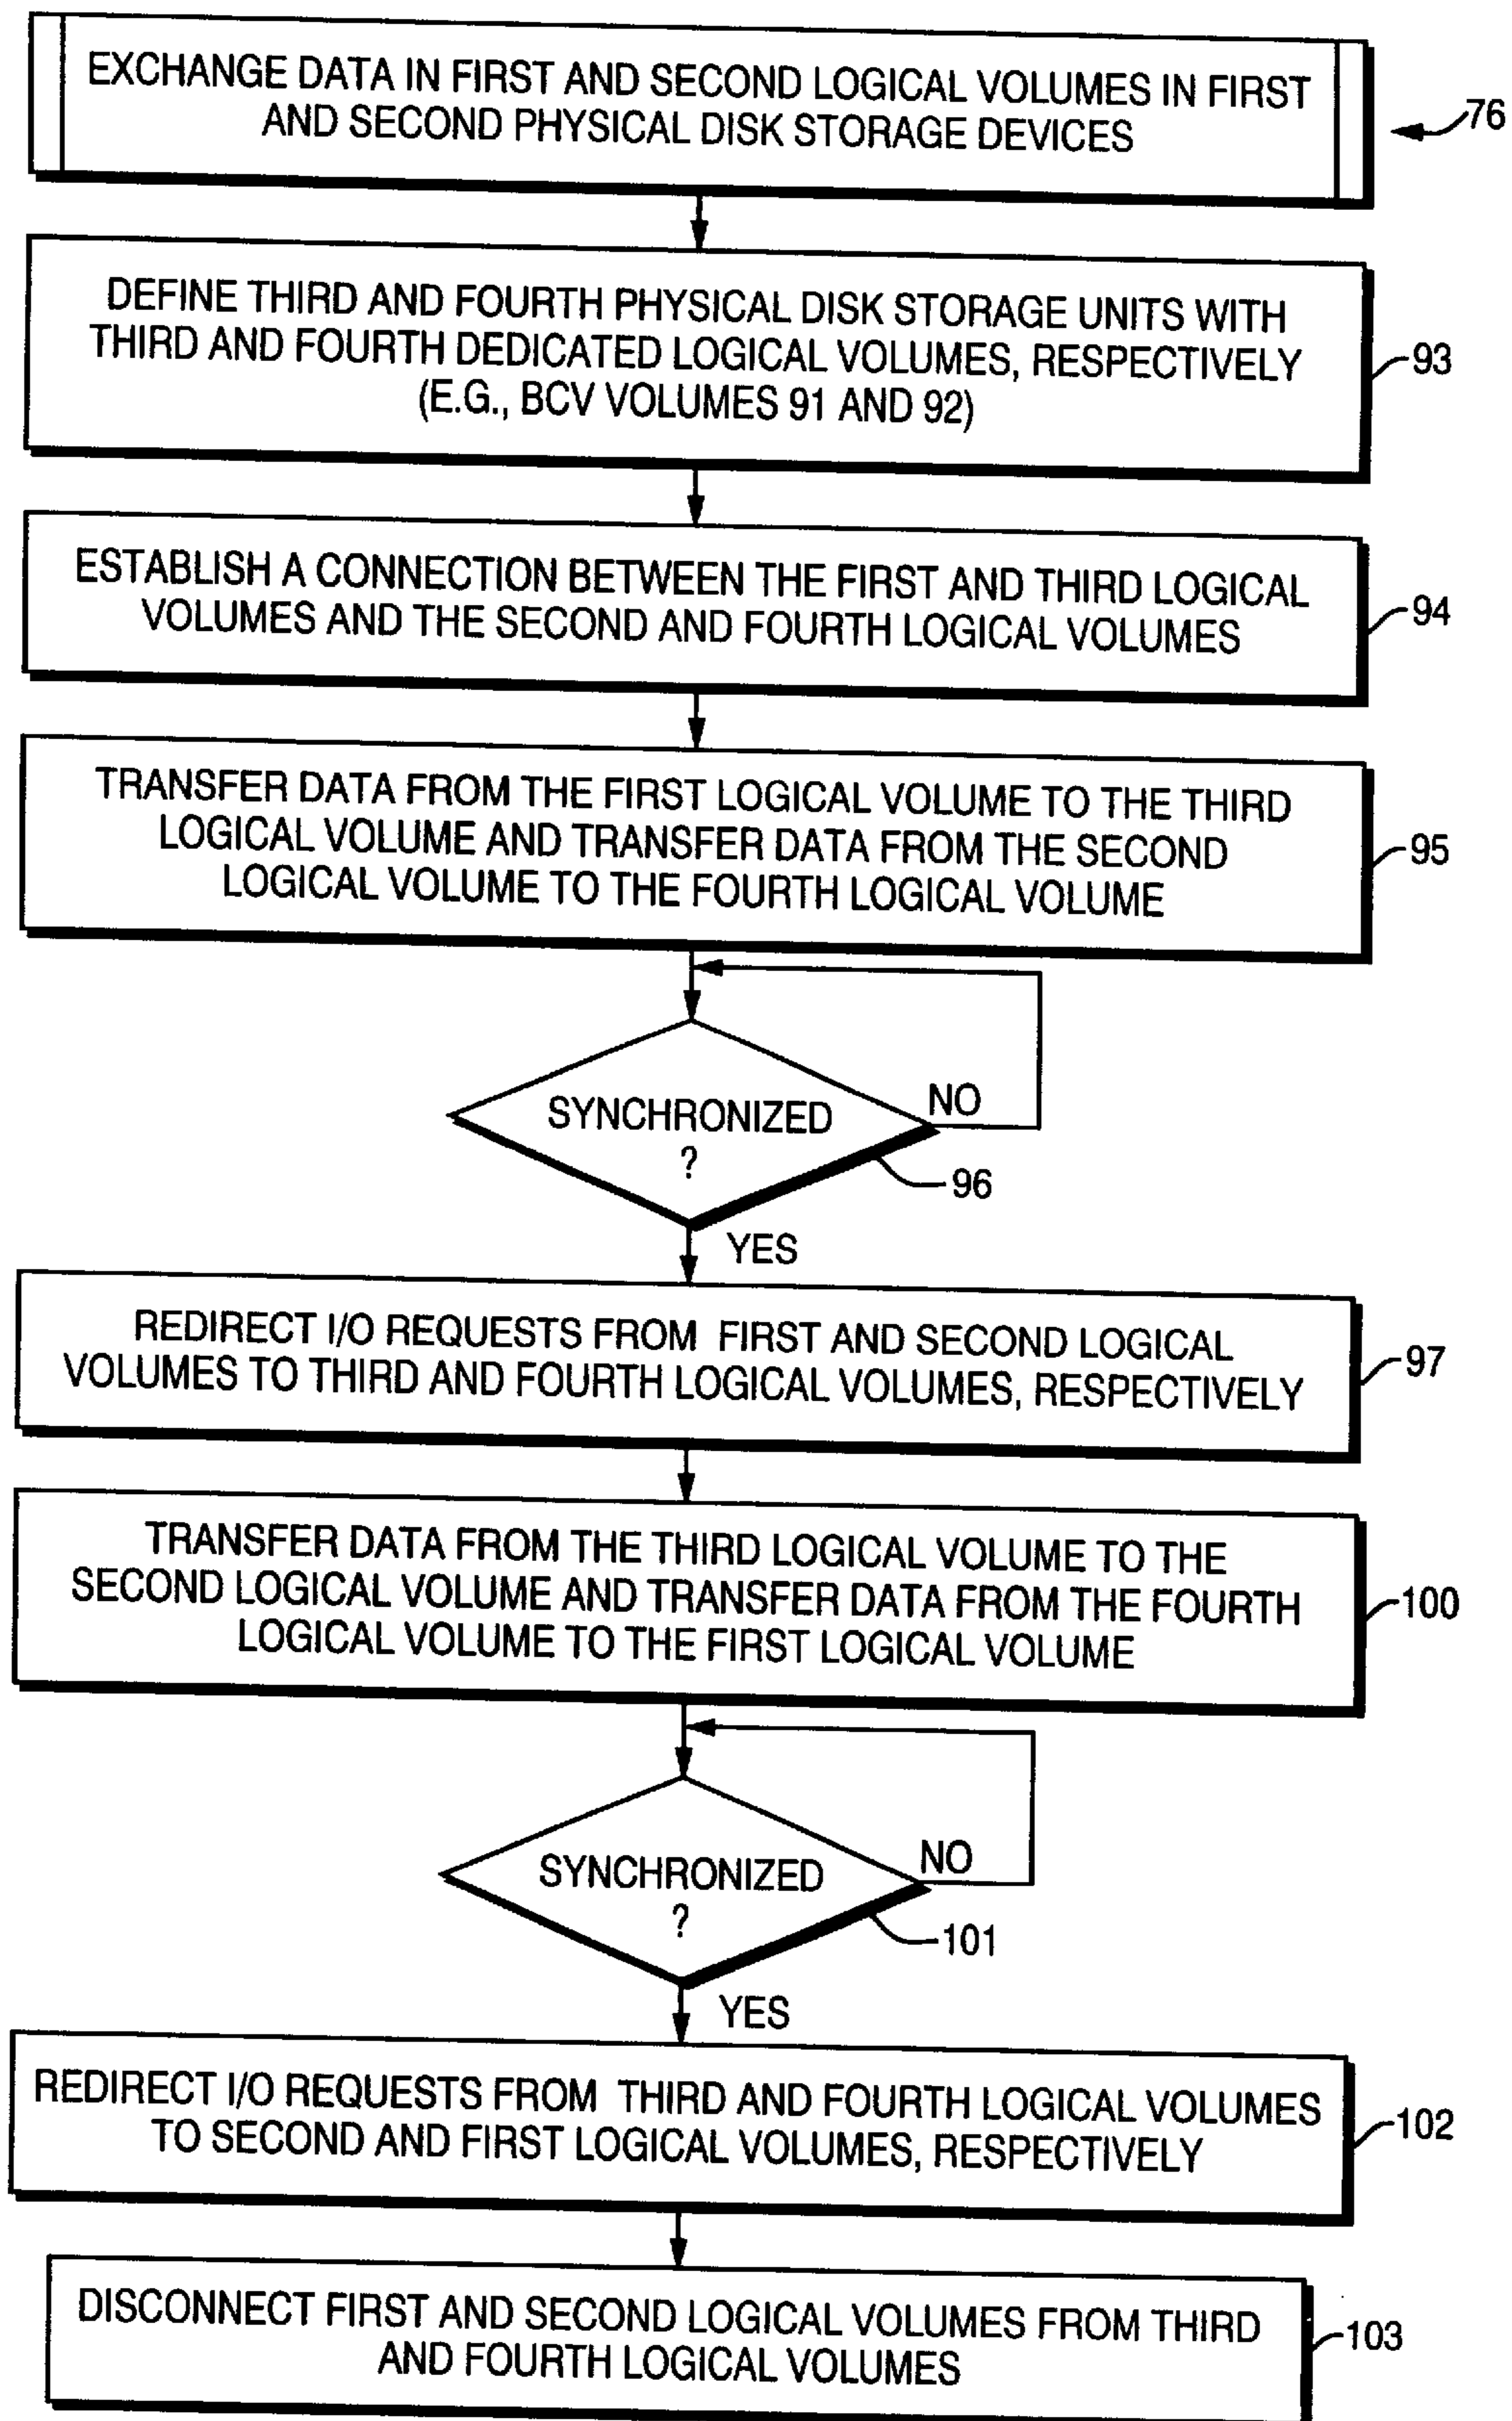 EXCHANGE DATA IN FIRST AND SECOND LOGICAL VOLUMES IN FIRST
AND SECOND PHYSICAL DISK STORAGE DEVICES
76
DEFINE THIRD AND FOURTH PHYSICAL DISK STORAGE UNITS WITH
THIRD AND FOURTH DEDICATED LOGICAL VOLUMES, RESPECTIVELY
(E.G., BCV VOLUMES 91 AND 92)
93
ESTABLISH A CONNECTION BETWEEN THE FIRST AND THIRD LOGICAL
VOLUMES AND THE SECOND AND FOURTH LOGICAL VOLUMES
94
TRANSFER DATA FROM THE FIRST LOGICAL VOLUME TO THE THIRD
LOGICAL VOLUME AND TRANSFER DATA FROM THE SECOND
LOGICAL VOLUME TO THE FOURTH LOGICAL VOLUME
95
SYNCHRONIZED
?
NO
96
YES
REDIRECT I/O REQUESTS FROM FIRST AND SECOND LOGICAL
VOLUMES TO THIRD AND FOURTH LOGICAL VOLUMES, RESPECTIVELY
97
TRANSFER DATA FROM THE THIRD LOGICAL VOLUME TO THE
SECOND LOGICAL VOLUME AND TRANSFER DATA FROM THE FOURTH
LOGICAL VOLUME TO THE FIRST LOGICAL VOLUME
100
SYNCHRONIZED
?
NO
101
YES
REDIRECT I/O REQUESTS FROM THIRD AND FOURTH LOGICAL VOLUMES
TO SECOND AND FIRST LOGICAL VOLUMES, RESPECTIVELY
102
DISCONNECT FIRST AND SECOND LOGICAL VOLUMES FROM THIRD
AND FOURTH LOGICAL VOLUMES
103